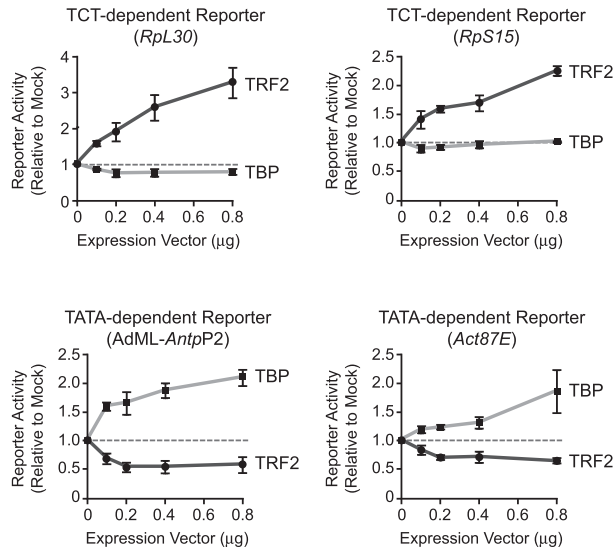 TCT-dependent Reporter
(RpL30)
Reporter Activity
(Relative to Mock)
4
3
2
1
0
TRF2
TBP
0 0.2 0.4 0.6 0.8
Expression Vector (μg)
TCT-dependent Reporter
(RpS15)
Reporter Activity
(Relative to Mock)
2.5
2.0
1.5
1.0
0.5
0
TRF2
TBP
0 0.2 0.4 0.6 0.8
Expression Vector (μg)
TATA-dependent Reporter
(AdML-AntpP2)
Reporter Activity
(Relative to Mock)
2.5
2.0
1.5
1.0
0.5
0
TBP
TRF2
0 0.2 0.4 0.6 0.8
Expression Vector (μg)
TATA-dependent Reporter
(Act87E)
Reporter Activity
(Relative to Mock)
2.5
2.0
1.5
1.0
0.5
0
TBP
TRF2
0 0.2 0.4 0.6 0.8
Expression Vector (μg)